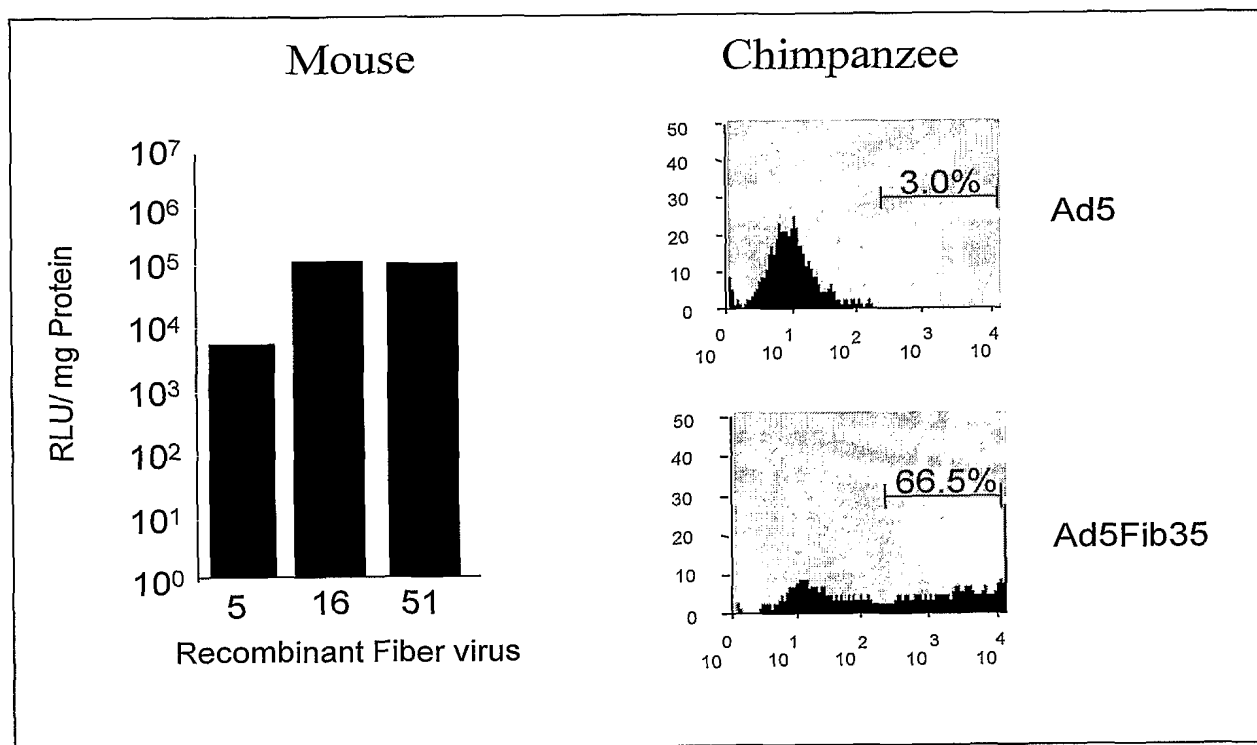 Mouse
10⁷
10⁶
10⁵
10⁴
10³
10²
10¹
10⁰
RLU/ mg Protein
5 16 51
Recombinant Fiber virus
Chimpanzee
50
40
30
20
10
0
3.0%
Ad5
10⁰ 10¹ 10² 10³ 10⁴
50
40
30
20
10
0
66.5%
Ad5Fib35
10⁰ 10¹ 10² 10³ 10⁴